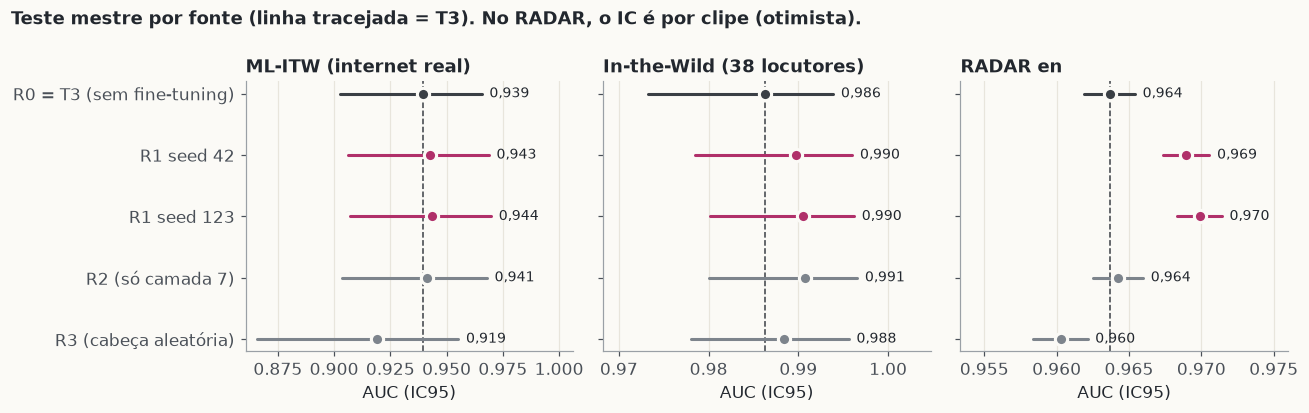 Teste mestre por fonte (linha tracejada = T3). No RADAR, o IC é por clipe (otimista).
ML-ITW (internet real)
In-the-Wild (38 locutores)
RADAR en
R0 = T3 (sem fine-tuning)
0,939
0,986
0,964
R1 seed 42
0,943
0,990
0,969
R1 seed 123
0,944
0,990
0,970
R2 (só camada 7)
0,941
0,991
0,964
R3 (cabeça aleatória)
0,919
0,988
0,960
0.875 0.900 0.925 0.950 0.975 1.000
0.97 0.98 0.99 1.00
0.955 0.960 0.965 0.970 0.975
AUC (IC95)
AUC (IC95)
AUC (IC95)